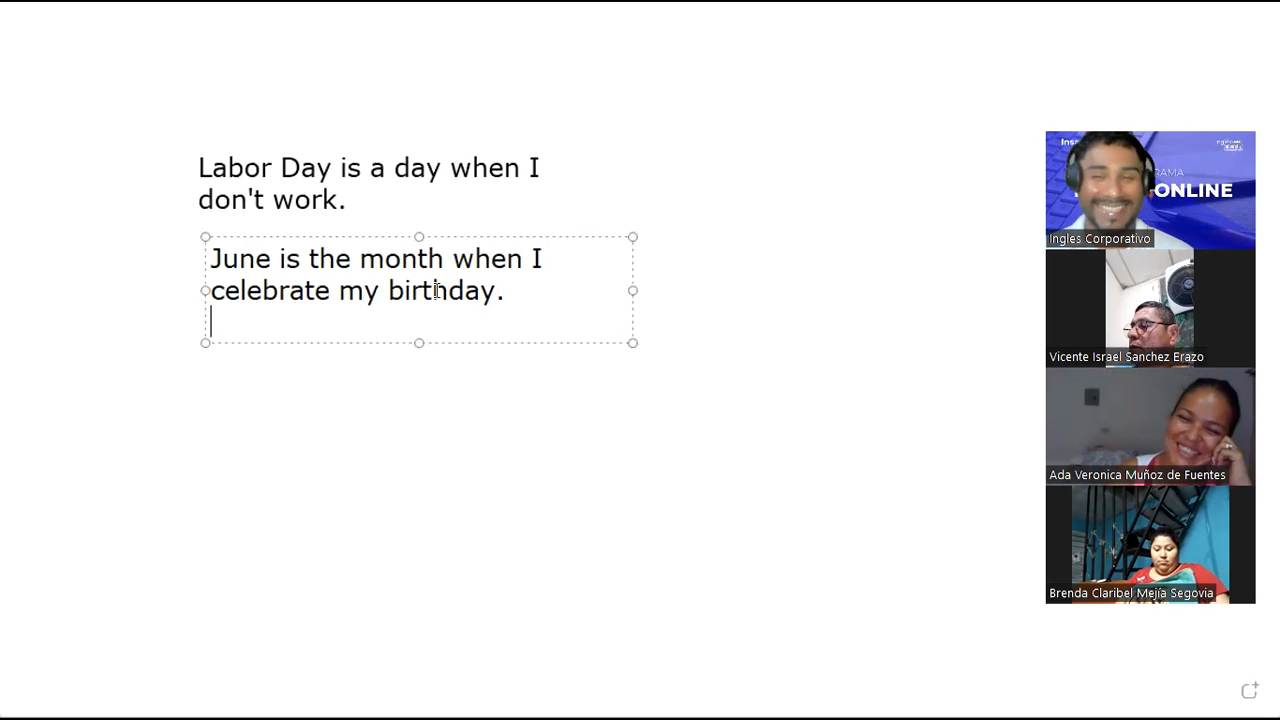 Labor Day is a day when I
don't work.
June is the month when I
celebrate my birthday.
RAMA
ONLINE
Ingles Corporativo
Vicente Israel Sanchez Erazo
Ada Veronica Muñoz de Fuentes
Brenda Claribel Mejía Segovia